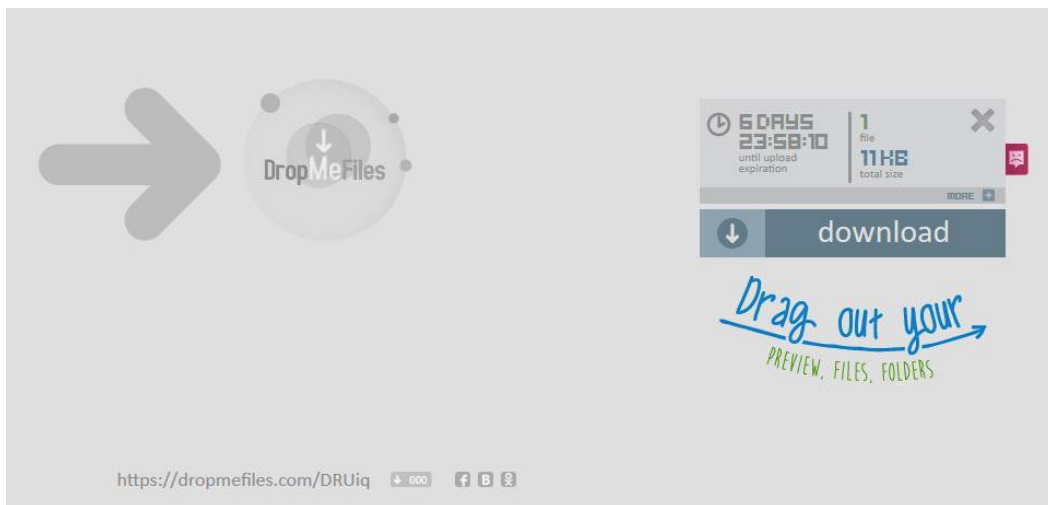 DropMeFiles
6 DAYS
23:58:10
until upload
expiration
1
file
11 KB
total size
MORE
download
Drag out your
PREVIEW, FILES, FOLDERS
https://dropmefiles.com/DRUiq
000